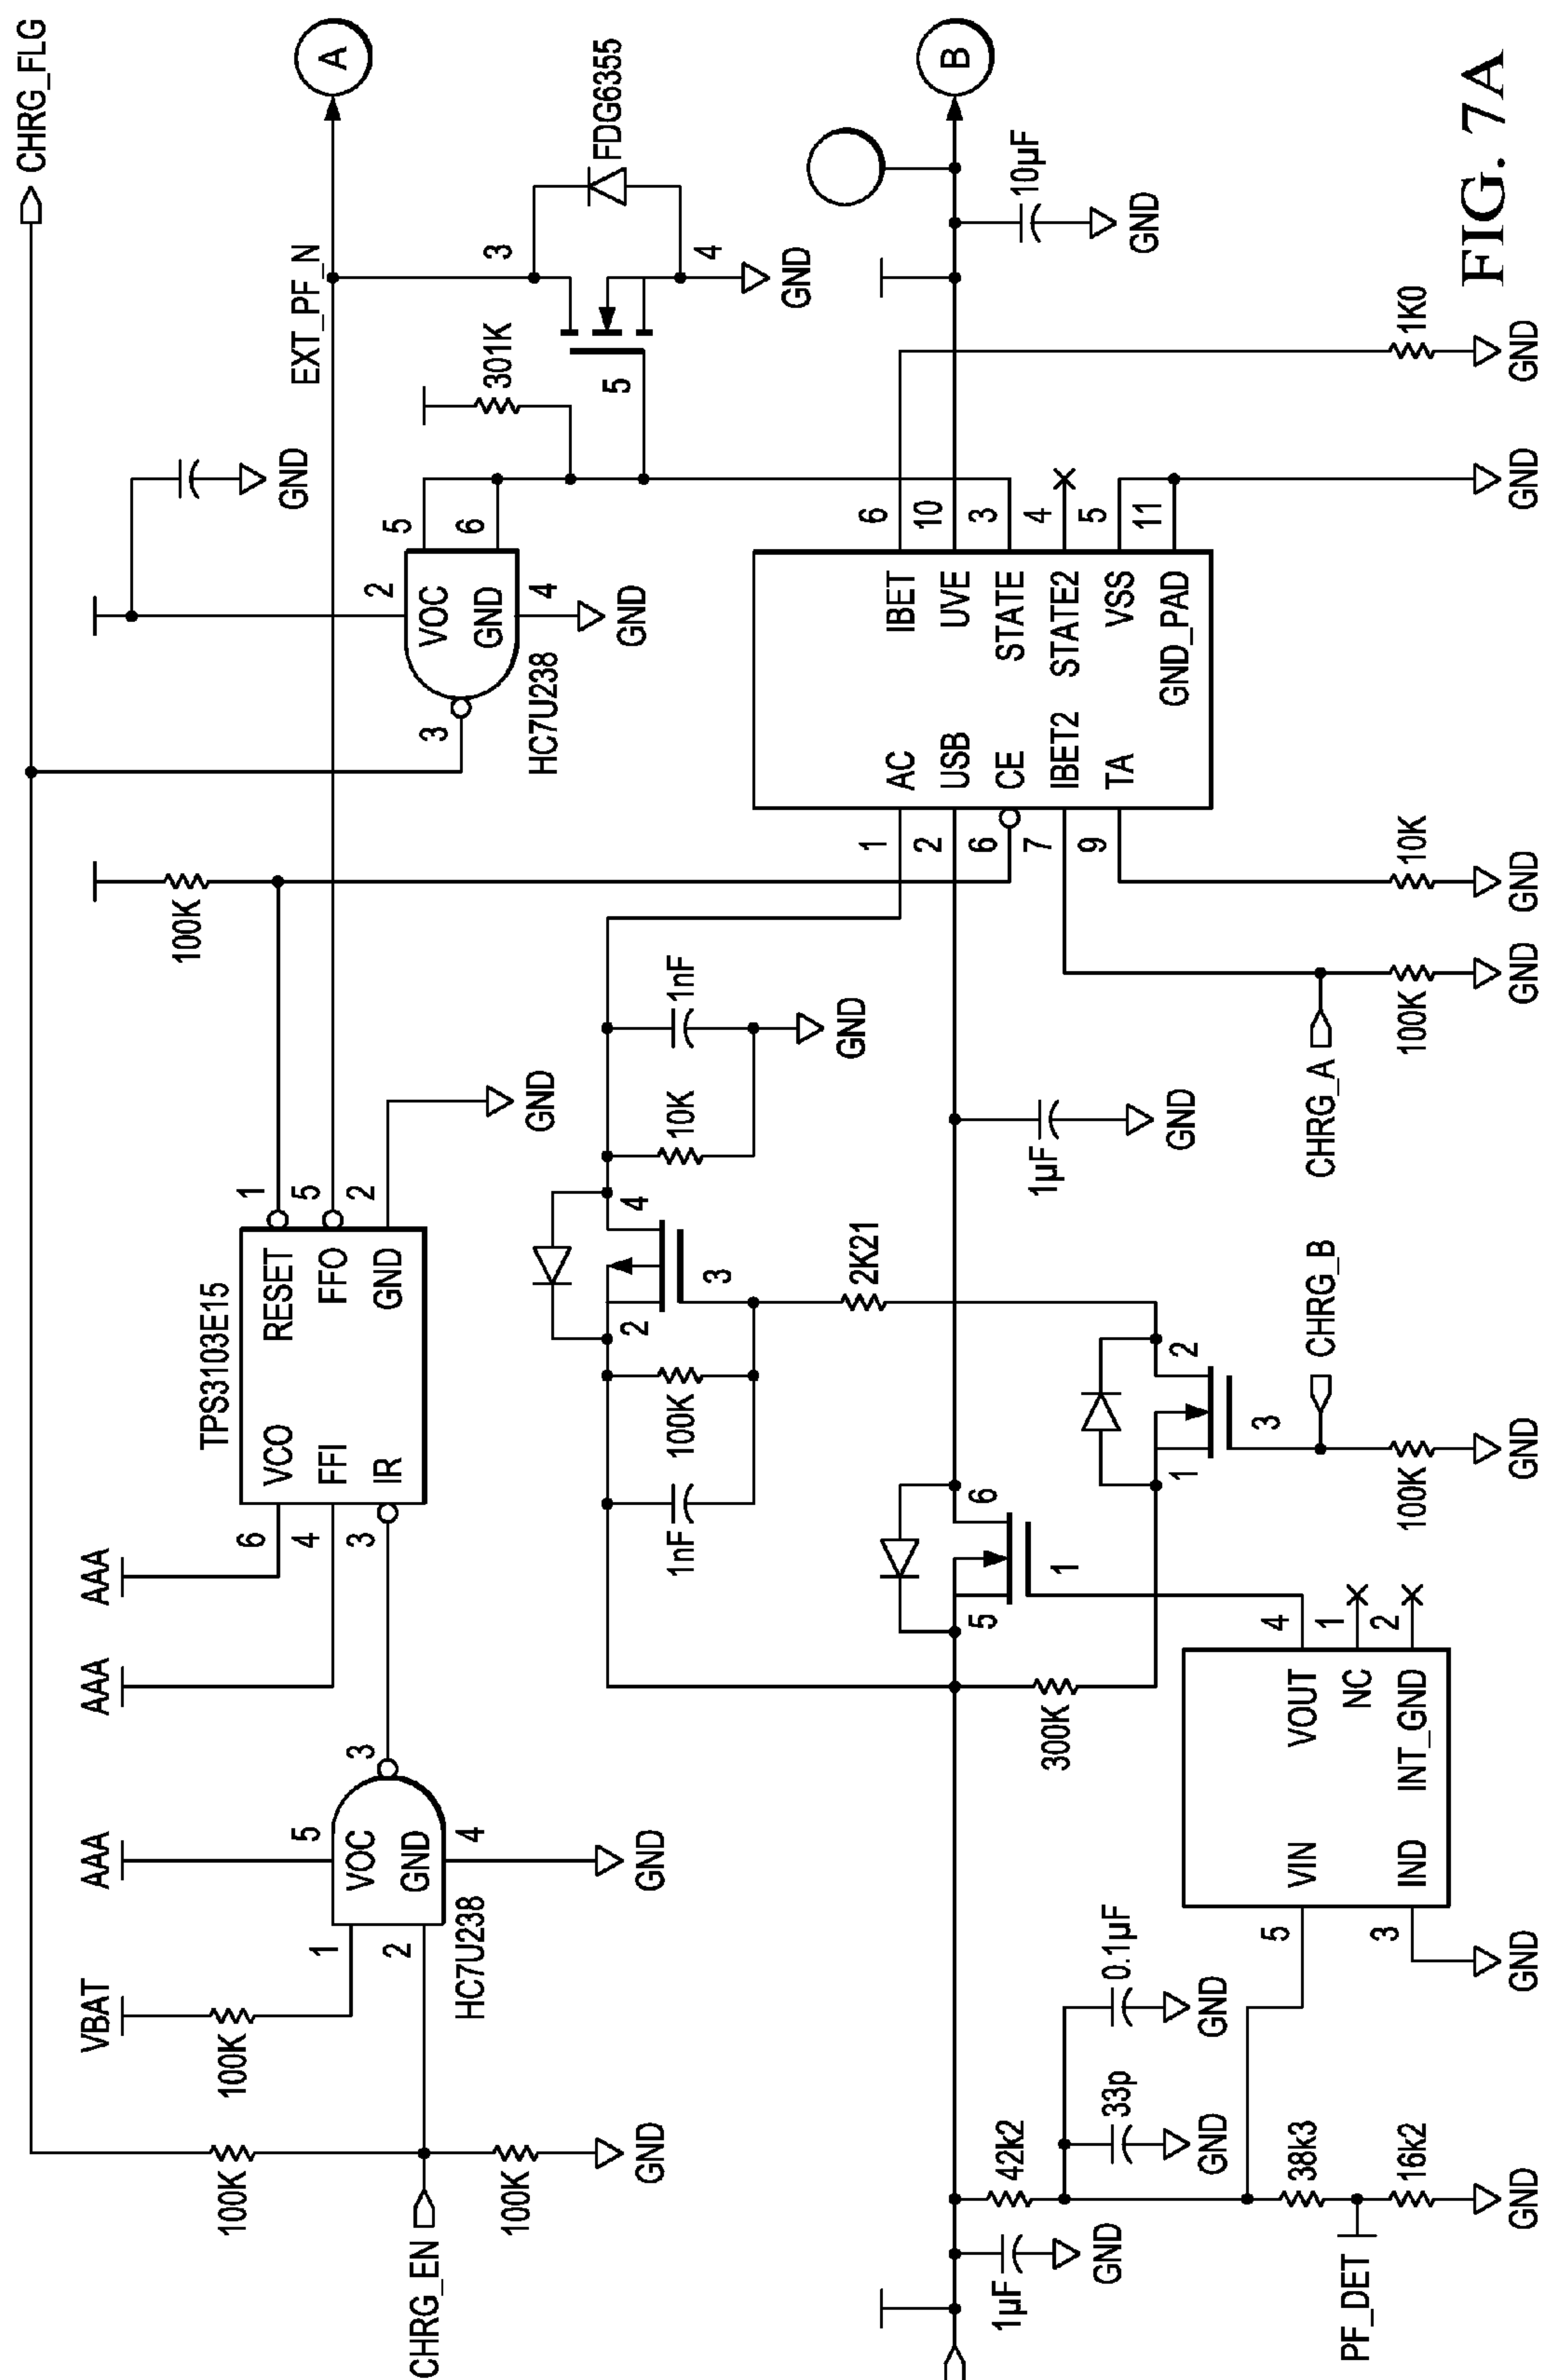 CHRG_FLG
A
EXT_PF_N
FDG6355
3
4
5
GND
301K
GND
2
5
6
VOC
GND
3
4
GND
HC7U238
100K
TPS3103E15
VCO
FFI
IR
RESET
FFO
GND
6
4
3
1
5
2
GND
AAA
AAA
AAA
VBAT
100K
1
2
5
VOC
GND
3
4
GND
HC7U238
100K
CHRG_EN
100K
GND
B
10µF
GND
AC
USB
CE
IBET2
TA
IBET
UVE
STATE
STATE2
VSS
GND_PAD
1
2
6
7
9
6
10
3
4
5
11
1K0
GND
GND
10K
GND
100K
GND
CHRG_A
1nF
10K
GND
4
2
3
100K
1nF
2K21
1µF
GND
6
5
1
2
1
3
CHRG_B
100K
GND
300K
VIN
IND
VOUT
NC
INT_GND
5
3
4
1
2
GND
0.1µF
GND
33p
GND
42k2
38k3
16k2
GND
PF_DET
1µF
GND
FIG. 7A